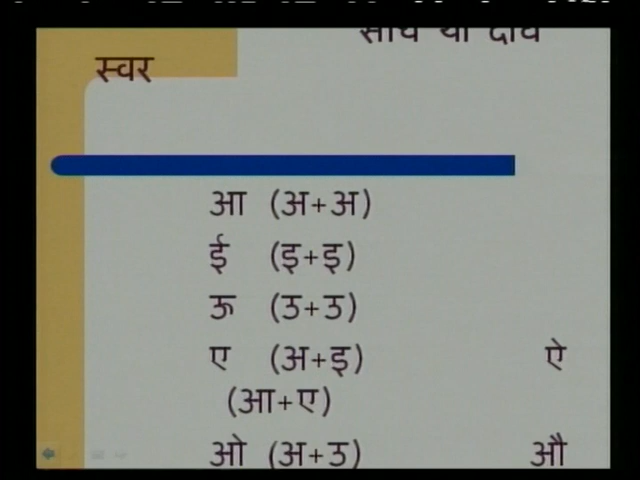 संधि या दीर्घ
स्वर
आ (अ+अ)
ई (इ+इ)
ऊ (उ+उ)
ए (अ+इ) ऐ
(आ+ए)
ओ (अ+उ) औ